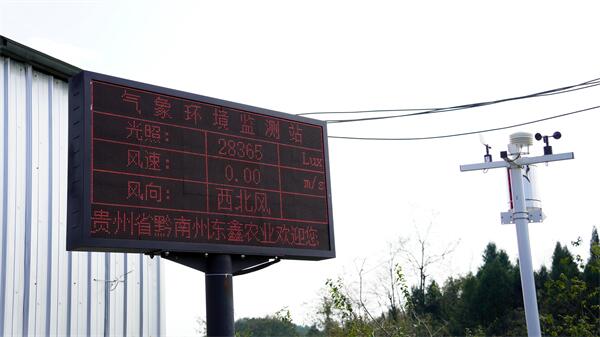 气象环境监测站
光照: 28365 Lux
风速: 0.00 m/s
风向: 西北风
贵州省黔南州东鑫农业欢迎您